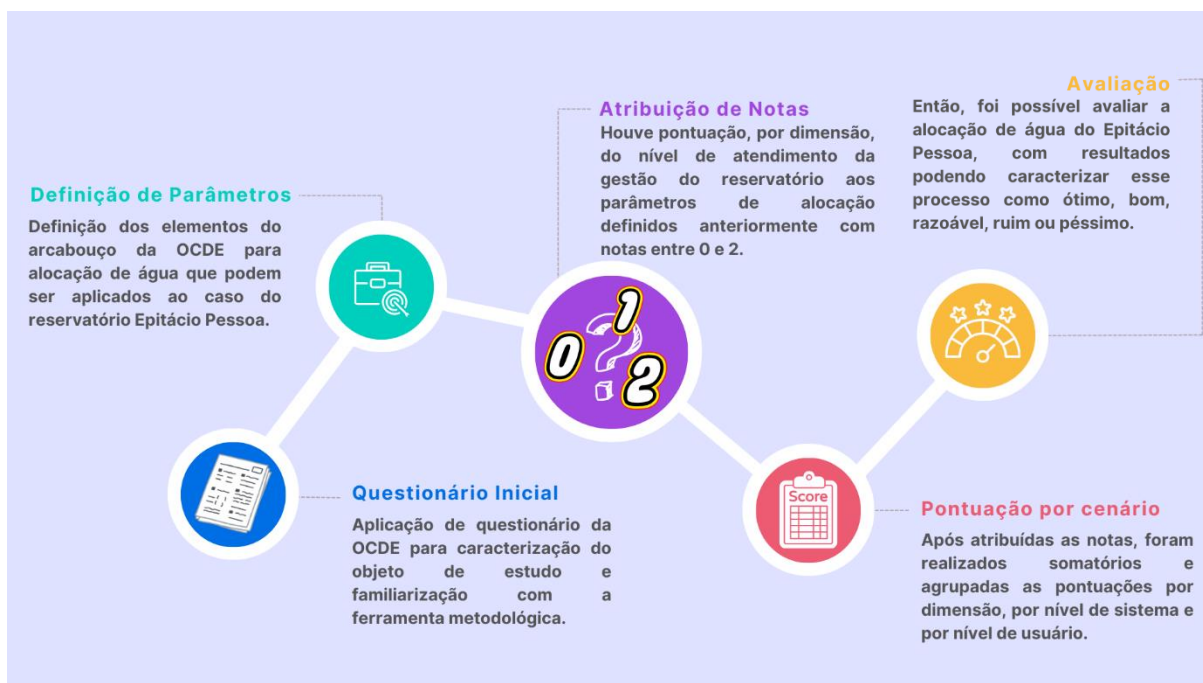 Questionário Inicial
Aplicação de questionário da
OCDE para caracterização do
objeto de estudo e
familiarização com a
ferramenta metodológica.
Definição de Parâmetros
Definição dos elementos do
arcabouço da OCDE para
alocação de água que podem
ser aplicados ao caso do
reservatório Epitácio Pessoa.
Atribuição de Notas
Houve pontuação, por dimensão,
do nível de atendimento da
gestão do reservatório aos
parâmetros de alocação
definidos anteriormente com
notas entre 0 e 2.
0
1
?
2
Score
Pontuação por cenário
Após atribuídas as notas, foram
realizados somatórios e
agrupadas as pontuações por
dimensão, por nível de sistema e
por nível de usuário.
Avaliação
Então, foi possível avaliar a
alocação de água do Epitácio
Pessoa, com resultados
podendo caracterizar esse
processo como ótimo, bom,
razoável, ruim ou péssimo.